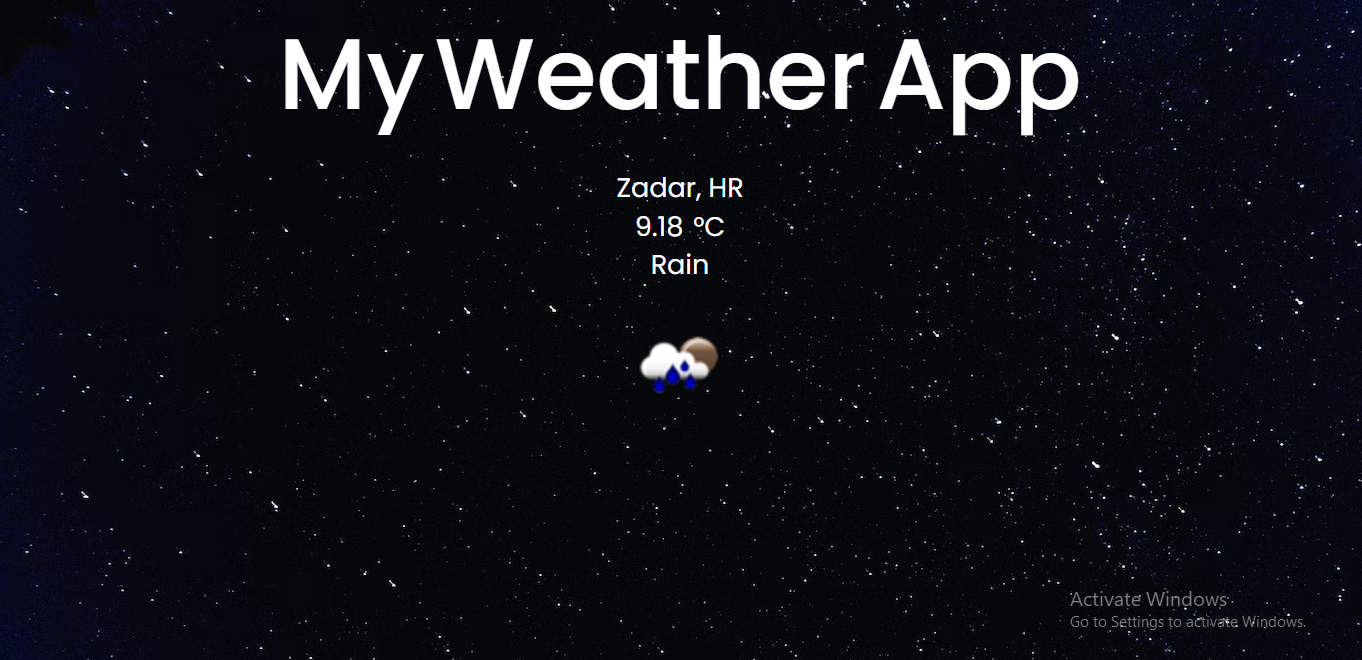 My Weather App
Zadar, HR
9.18 °C
Rain
Activate Windows
Go to Settings to activate Windows.